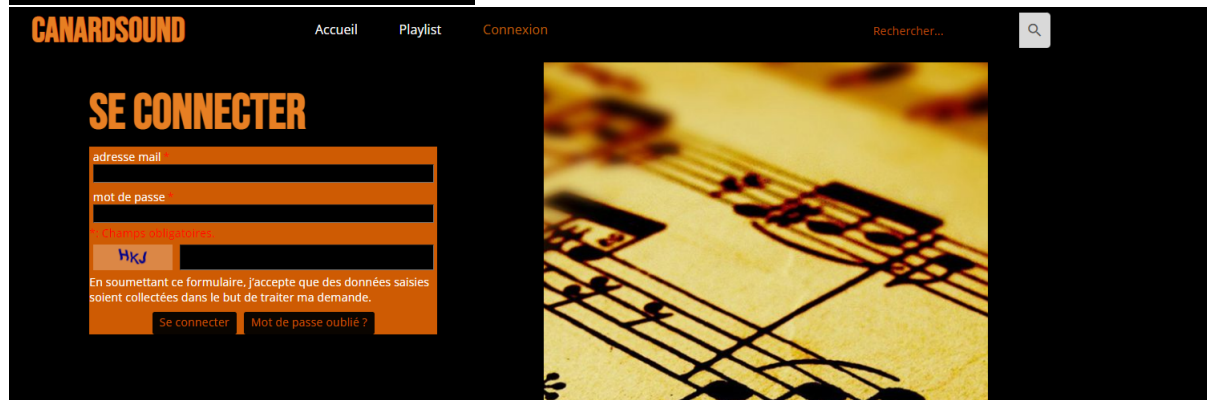 CANARDSOUND
Accueil
Playlist
Connexion
Rechercher...
SE CONNECTER
adresse mail *
mot de passe *
*: Champs obligatoires.
HKJ
En soumettant ce formulaire, j'accepte que des données saisies
soient collectées dans le but de traiter ma demande.
Se connecter
Mot de passe oublié ?